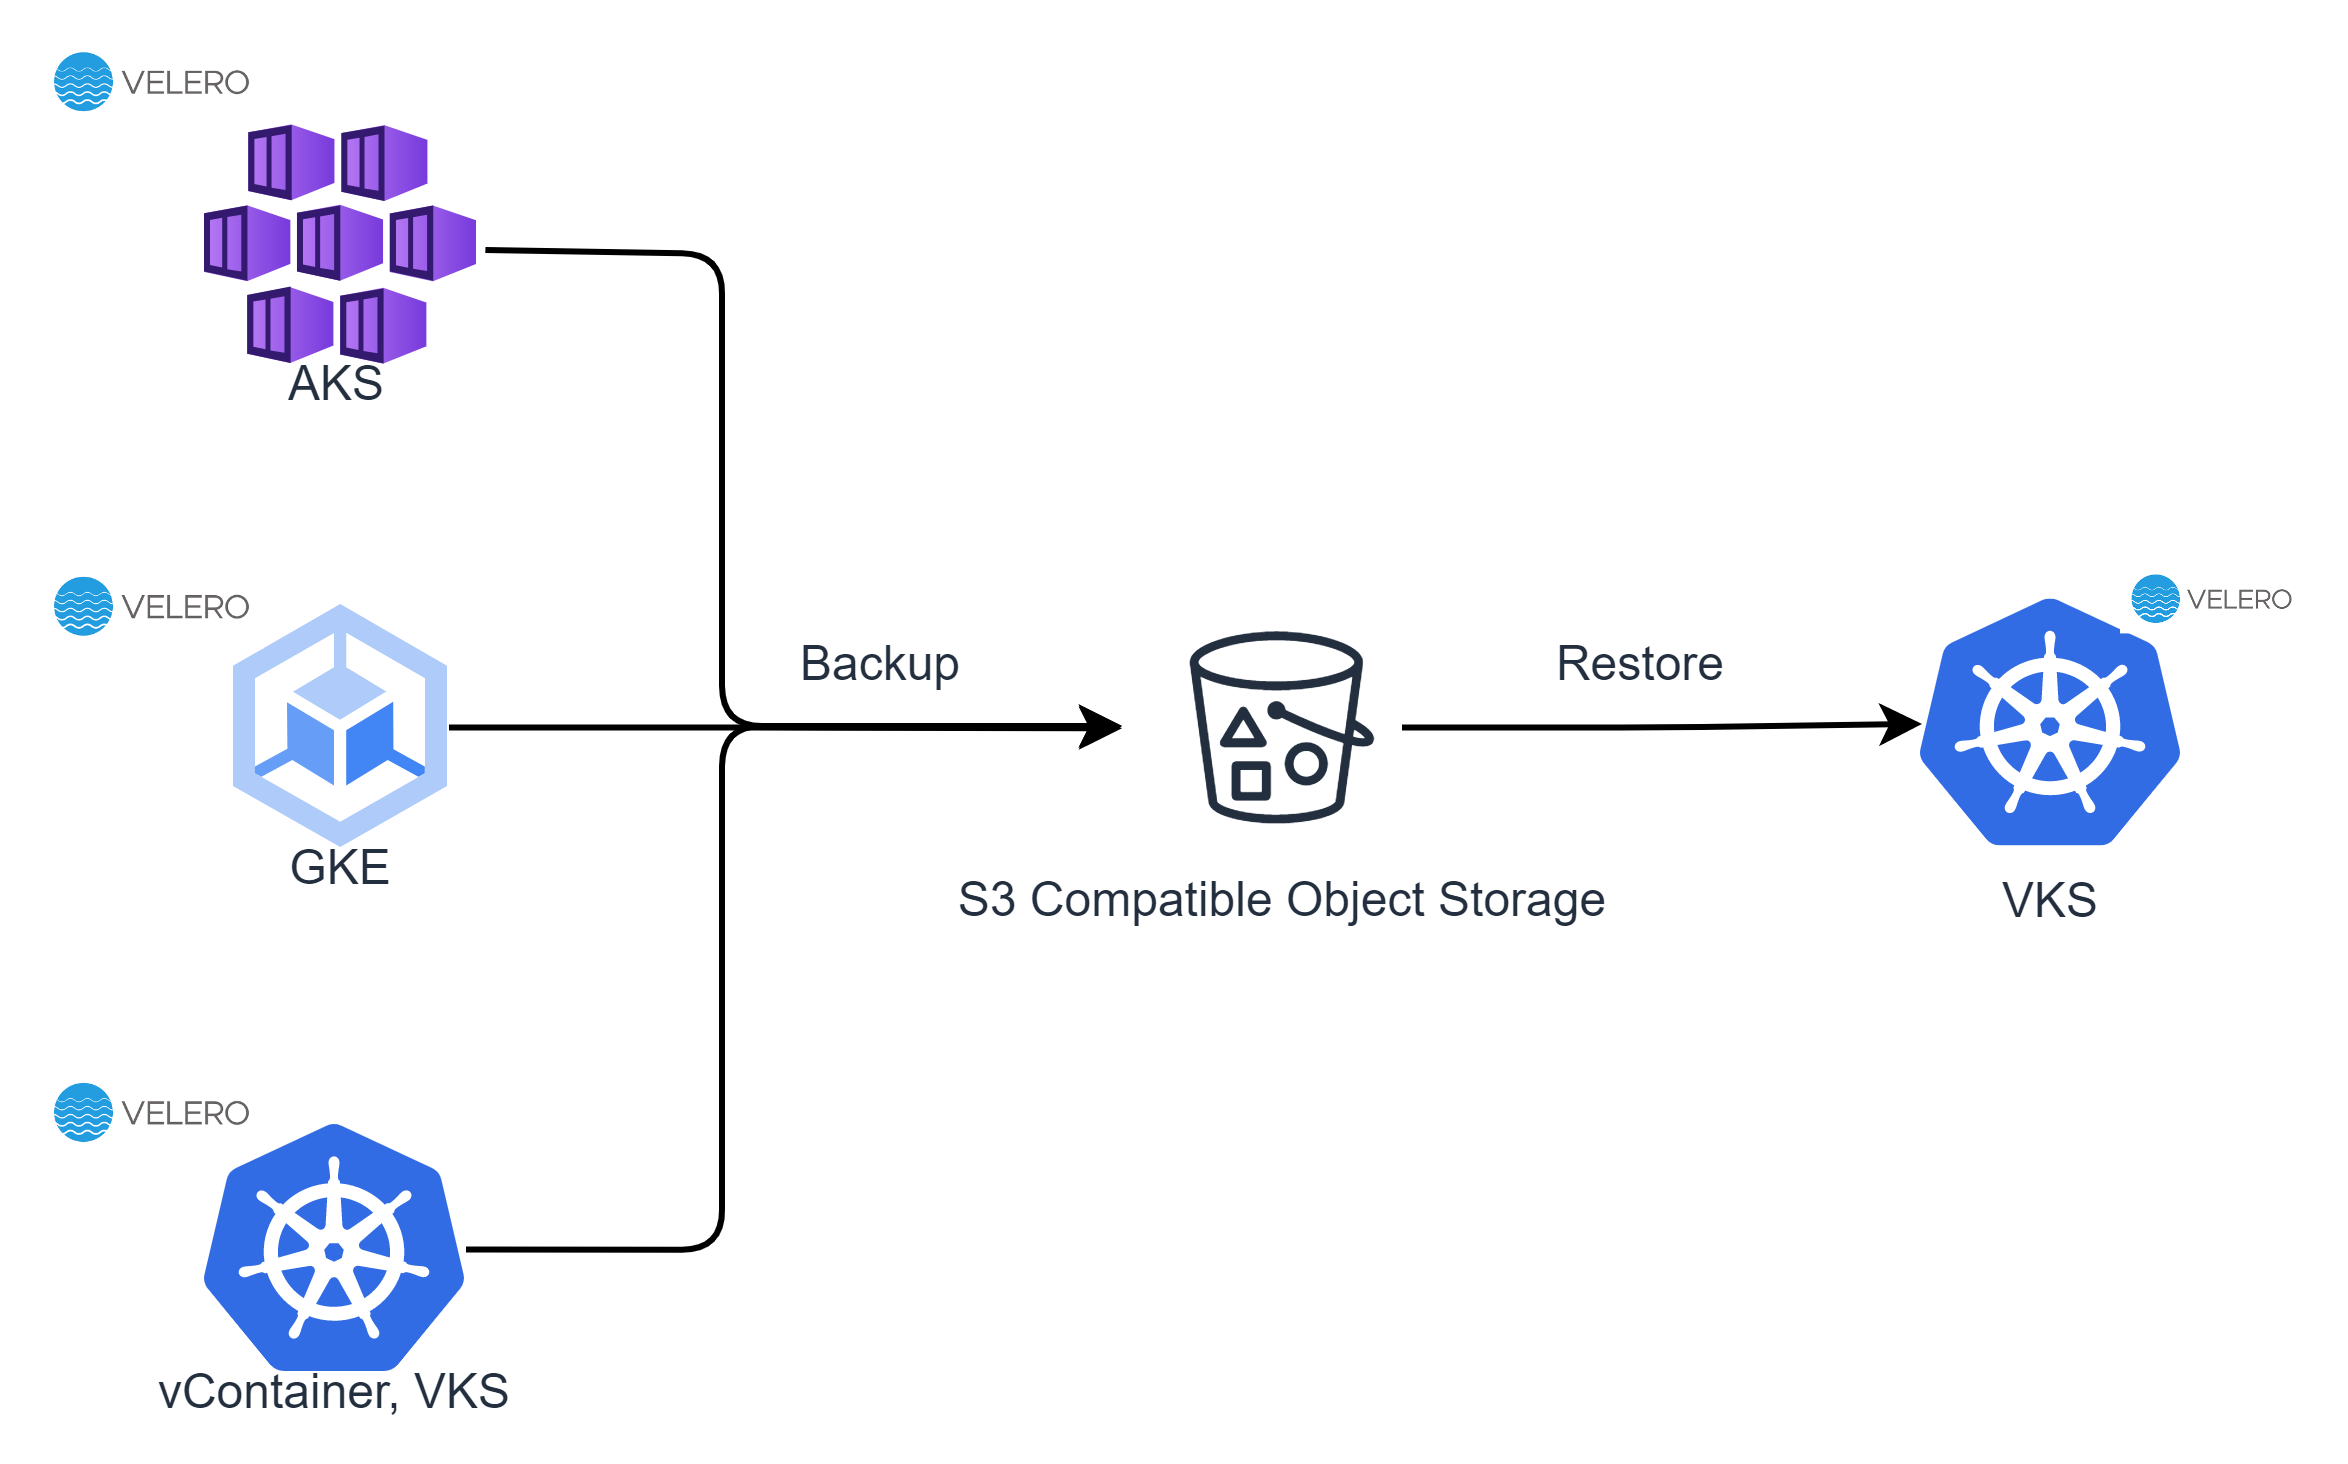 VELERO
AKS
VELERO
GKE
VELERO
vContainer, VKS
Backup
S3 Compatible Object Storage
Restore
VELERO
VKS